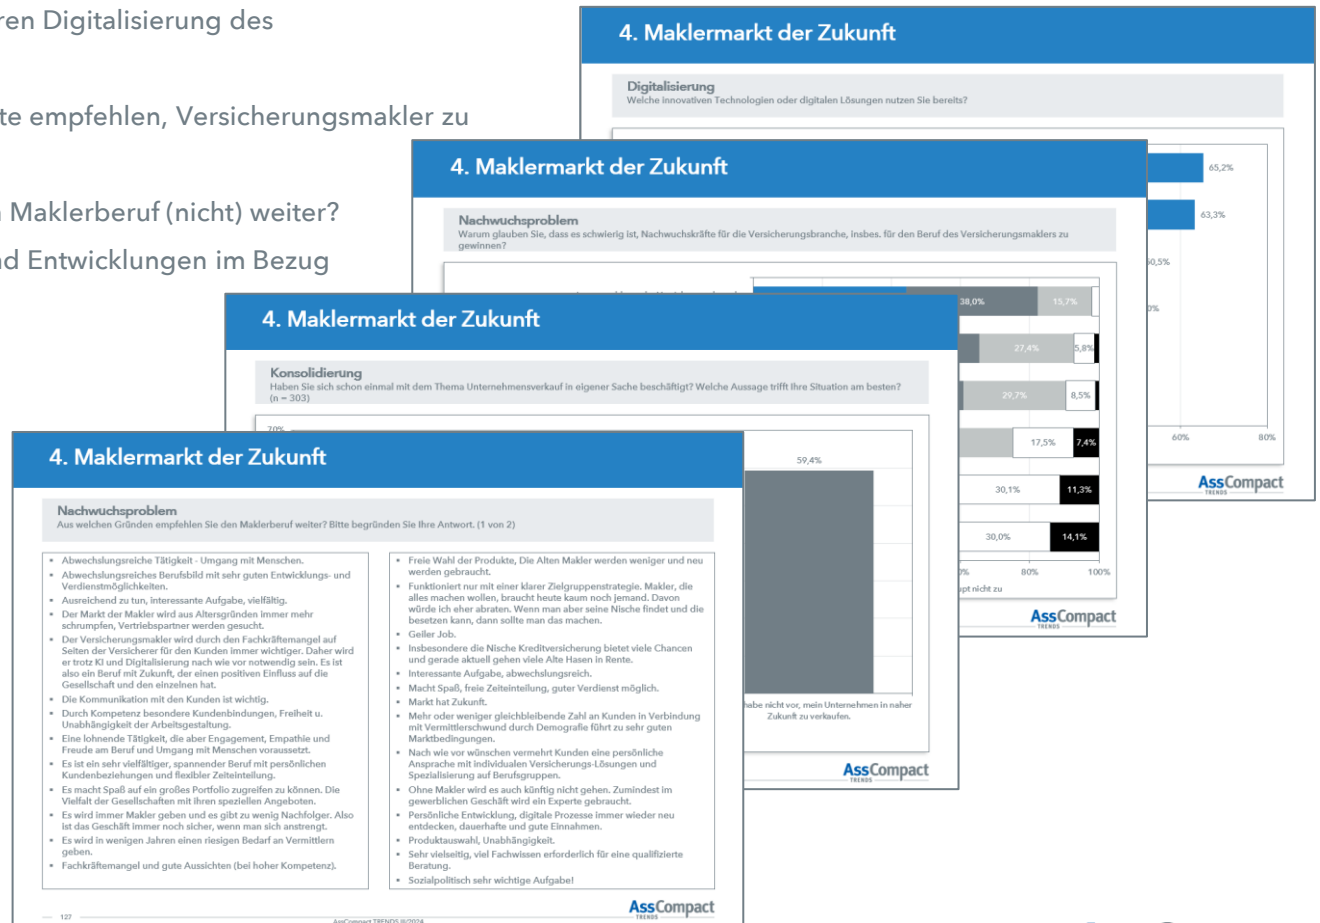 ren Digitalisierung des
te empfehlen, Versicherungsmakler zu
Maklerberuf (nicht) weiter?
nd Entwicklungen im Bezug
4. Maklermarkt der Zukunft
Digitalisierung
Welche innovativen Technologien oder digitalen Lösungen nutzen Sie bereits?
65,2%
63,3%
60%
80%
AssCompact
TRENDS
4. Maklermarkt der Zukunft
Nachwuchsproblem
Warum glauben Sie, dass es schwierig ist, Nachwuchskräfte für die Versicherungsbranche, insbes. für den Beruf des Versicherungsmaklers zu
gewinnen?
38,0%
15,7%
27,4%
5,8%
29,7%
8,5%
17,5%
7,4%
30,1%
11,3%
30,0%
14,1%
80%
100%
nicht zu
AssCompact
TRENDS
4. Maklermarkt der Zukunft
Konsolidierung
Haben Sie sich schon einmal mit dem Thema Unternehmensverkauf in eigener Sache beschäftigt? Welche Aussage trifft Ihre Situation am besten?
(n = 303)
70%
59,4%
habe nicht vor, mein Unternehmen in naher
Zukunft zu verkaufen.
AssCompact
TRENDS
4. Maklermarkt der Zukunft
Nachwuchsproblem
Aus welchen Gründen empfehlen Sie den Maklerberuf weiter? Bitte begründen Sie Ihre Antwort. (1 von 2)
▪ Abwechslungsreiche Tätigkeit - Umgang mit Menschen.
▪ Abwechslungsreiches Berufsbild mit sehr guten Entwicklungs- und
Verdienstmöglichkeiten.
▪ Ausreichend zu tun, interessante Aufgabe, vielfältig.
▪ Der Markt der Makler wird aus Altersgründen immer mehr
schrumpfen, Vertriebspartner werden gesucht.
▪ Der Versicherungsmakler wird durch den Fachkräftemangel auf
Seiten der Versicherer für den Kunden immer wichtiger. Daher wird
er trotz KI und Digitalisierung nach wie vor notwendig sein. Es ist
also ein Beruf mit Zukunft, der einen positiven Einfluss auf die
Gesellschaft und den einzelnen hat.
▪ Die Kommunikation mit den Kunden ist wichtig.
▪ Durch Kompetenz besondere Kundenbindungen, Freiheit u.
Unabhängigkeit der Arbeitsgestaltung.
▪ Eine lohnende Tätigkeit, die aber Engagement, Empathie und
Freude am Beruf und Umgang mit Menschen voraussetzt.
▪ Es ist ein sehr vielfältiger, spannender Beruf mit persönlichen
Kundenbeziehungen und flexibler Zeiteinteilung.
▪ Es macht Spaß auf ein großes Portfolio zugreifen zu können. Die
Vielfalt der Gesellschaften mit ihren speziellen Angeboten.
▪ Es wird immer Makler geben und es gibt zu wenig Nachfolger. Also
ist das Geschäft immer noch sicher, wenn man sich anstrengt.
▪ Es wird in wenigen Jahren einen riesigen Bedarf an Vermittlern
geben.
▪ Fachkräftemangel und gute Aussichten (bei hoher Kompetenz).
▪ Freie Wahl der Produkte, Die Alten Makler werden weniger und neu
werden gebraucht.
▪ Funktioniert nur mit einer klarer Zielgruppenstrategie. Makler, die
alles machen wollen, braucht heute kaum noch jemand. Davon
würde ich eher abraten. Wenn man aber seine Nische findet und die
besetzen kann, dann sollte man das machen.
▪ Geiler Job.
▪ Insbesondere die Nische Kreditversicherung bietet viele Chancen
und gerade aktuell gehen viele Alte Hasen in Rente.
▪ Interessante Aufgabe, abwechslungsreich.
▪ Macht Spaß, freie Zeiteinteilung, guter Verdienst möglich.
▪ Markt hat Zukunft.
▪ Mehr oder weniger gleichbleibende Zahl an Kunden in Verbindung
mit Vermittlerschwund durch Demografie führt zu sehr guten
Marktbedingungen.
▪ Nach wie vor wünschen vermehrt Kunden eine persönliche
Ansprache mit individualen Versicherungs-Lösungen und
Spezialisierung auf Berufsgruppen.
▪ Ohne Makler wird es auch künftig nicht gehen. Zumindest im
gewerblichen Geschäft wird ein Experte gebraucht.
▪ Persönliche Entwicklung, digitale Prozesse immer wieder neu
entdecken, dauerhafte und gute Einnahmen.
▪ Produktauswahl, Unabhängigkeit.
▪ Sehr vielseitig, viel Fachwissen erforderlich für eine qualifizierte
Beratung.
▪ Sozialpolitisch sehr wichtige Aufgabe!
AssCompact
TRENDS
127
AssCompact TRENDS III/2024